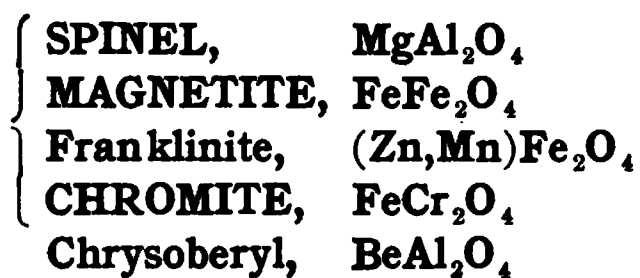 SPINEL, MgAl₂O₄
MAGNETITE, FeFe₂O₄
Franklinite, (Zn,Mn)Fe₂O₄
CHROMITE, FeCr₂O₄
Chrysoberyl, BeAl₂O₄